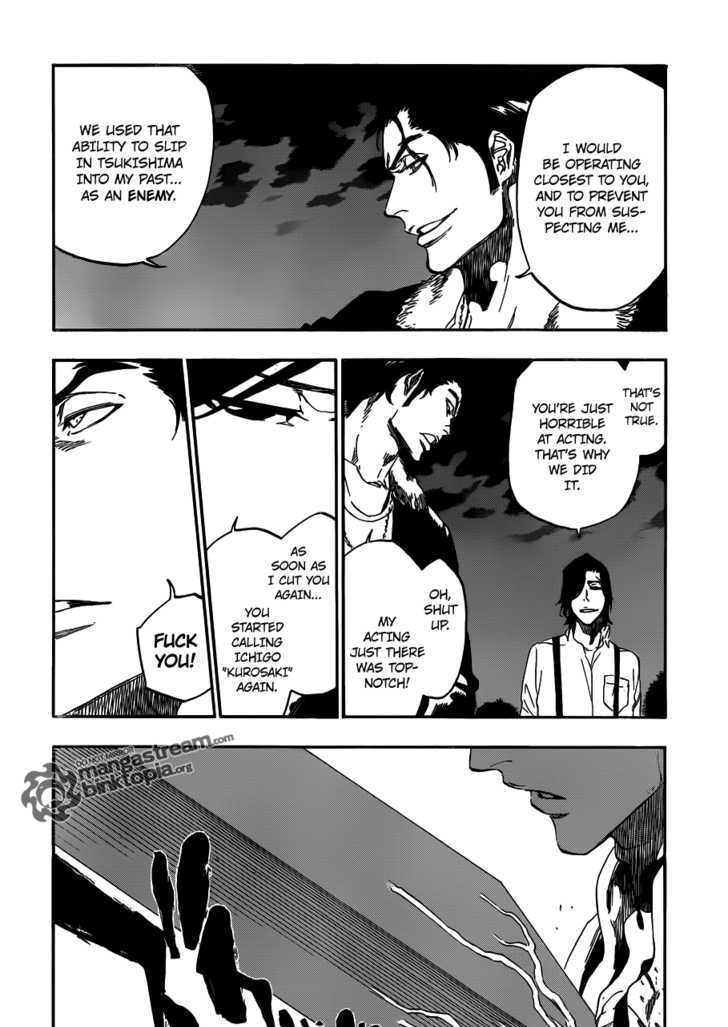 I WOULD
BE OPERATING
CLOSEST TO YOU,
AND TO PREVENT
YOU FROM SUS-
PECTING ME...
WE USED THAT
ABILITY TO SLIP
IN TSUKISHIMA
INTO MY PAST...
AS AN ENEMY.
THAT'S
NOT
TRUE.
YOU'RE JUST
HORRIBLE
AT ACTING.
THAT'S WHY
WE DID
IT.
OH,
SHUT
UP.
MY
ACTING
JUST THERE
WAS TOP-
NOTCH!
AS
SOON AS
I CUT YOU
AGAIN...
YOU
STARTED
CALLING
ICHIGO
"KUROSAKI"
AGAIN.
FUCK
YOU!
DO NOT MIRROR
mangastream.com
binktopia.org